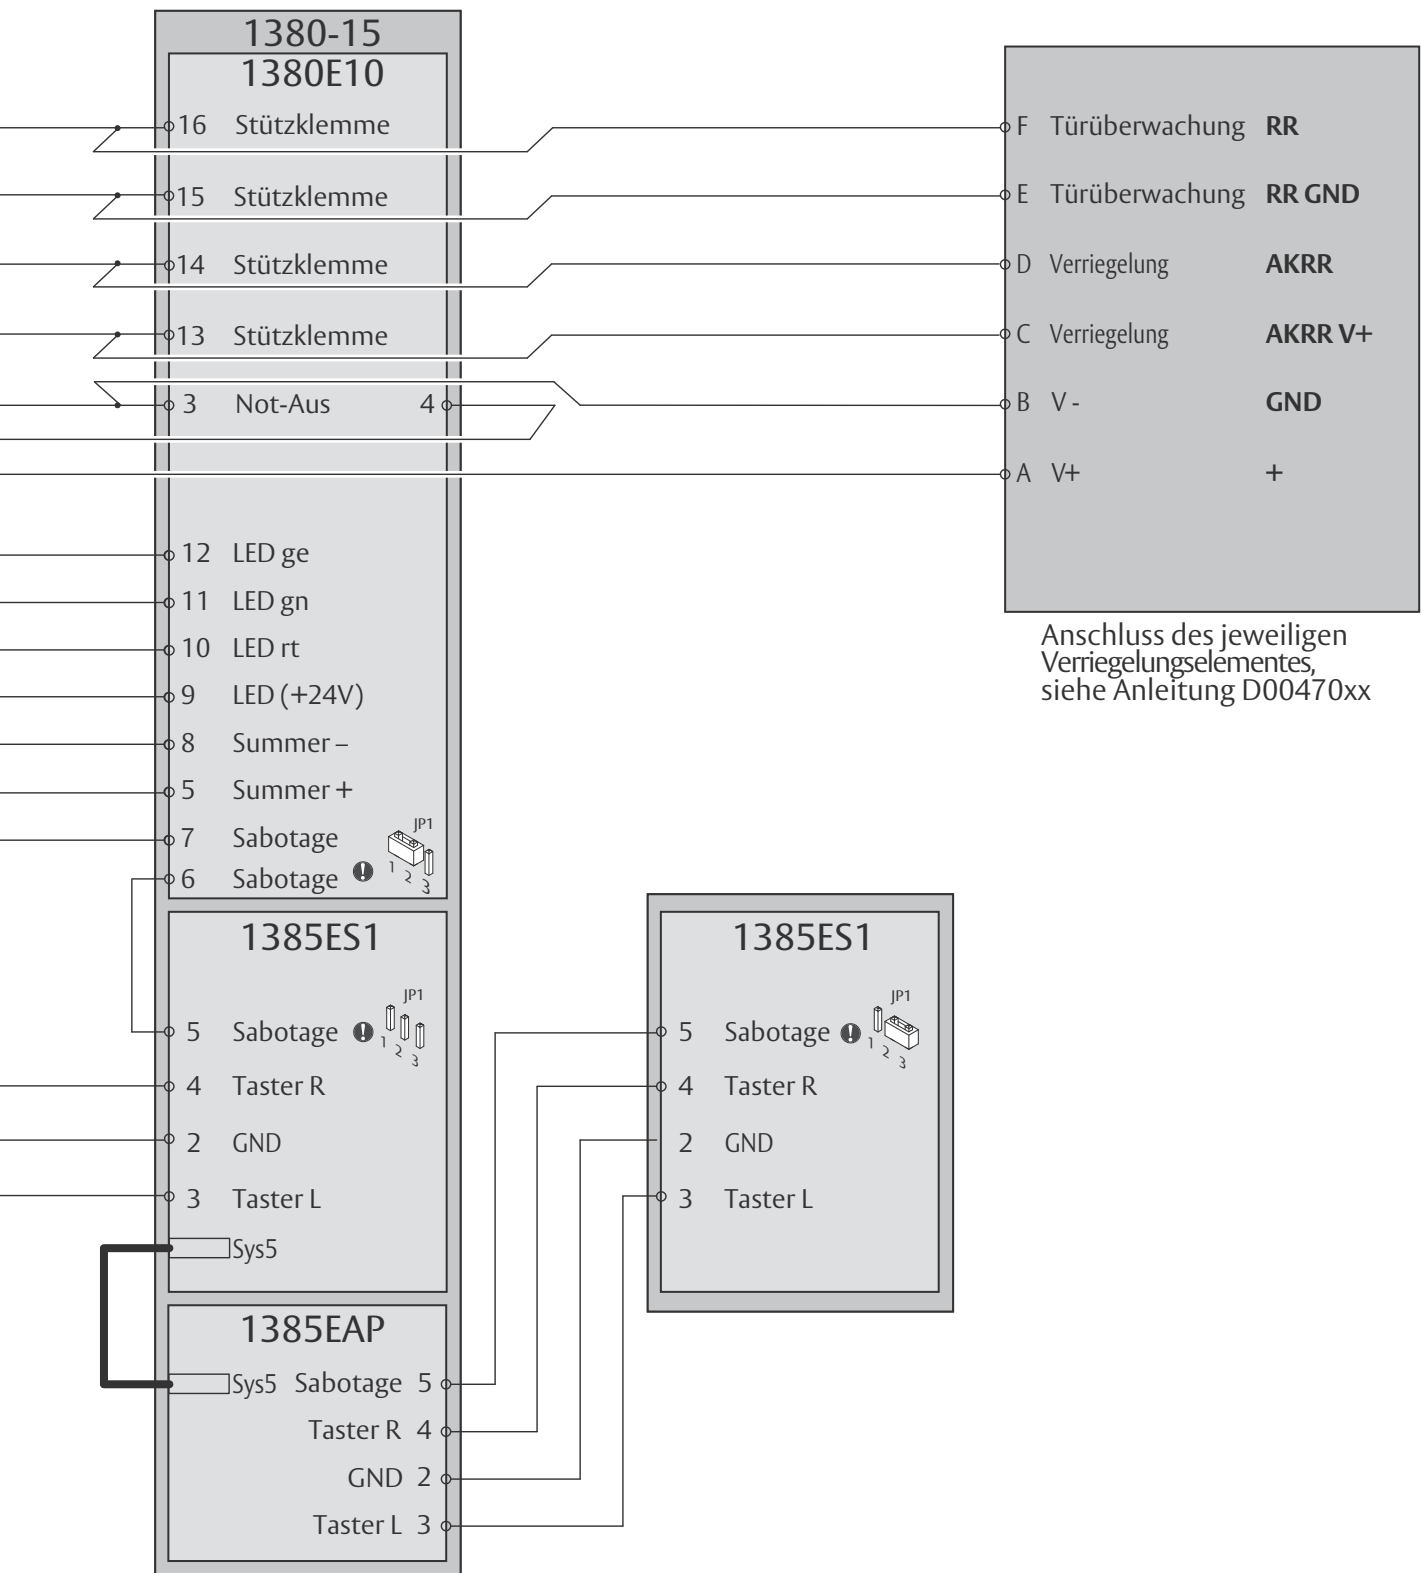 1380-15
1380E10
16 Stützklemme
15 Stützklemme
14 Stützklemme
13 Stützklemme
3 Not-Aus 4
12 LED ge
11 LED gn
10 LED rt
9 LED (+24V)
8 Summer –
5 Summer +
7 Sabotage
JP1
1 2 3
6 Sabotage
1385ES1
JP1
5 Sabotage
1 2 3
4 Taster R
2 GND
3 Taster L
Sys5
1385EAP
Sys5 Sabotage 5
Taster R 4
GND 2
Taster L 3
F Türüberwachung RR
E Türüberwachung RR GND
D Verriegelung AKRR
C Verriegelung AKRR V+
B V - GND
A V+ +
Anschluss des jeweiligen
Verriegelungselementes,
siehe Anleitung D00470xx
1385ES1
JP1
5 Sabotage
1 2 3
4 Taster R
2 GND
3 Taster L